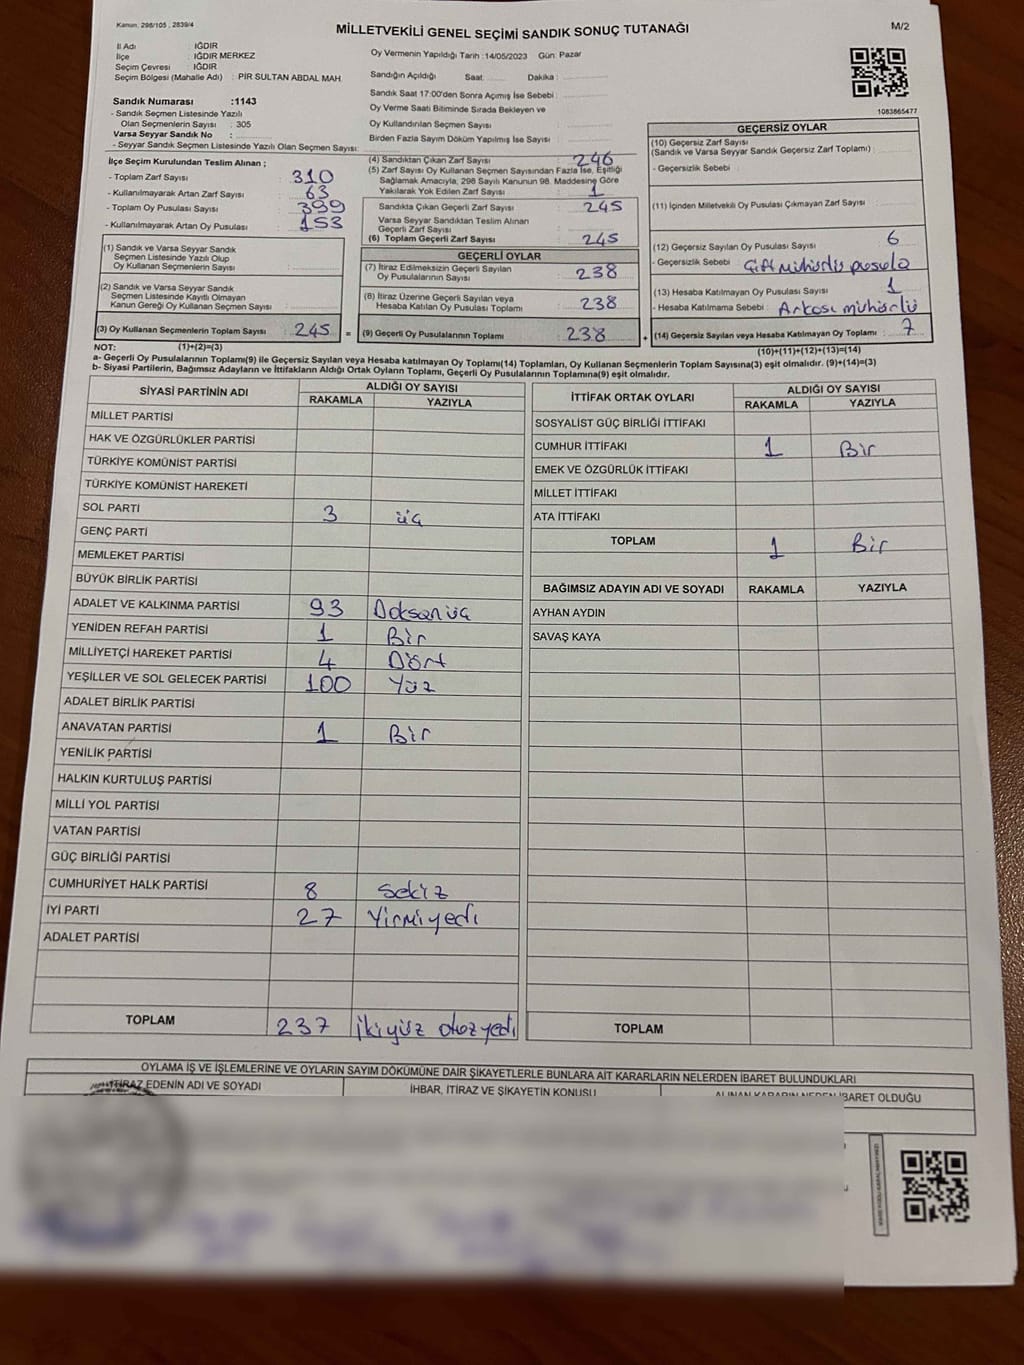 Kanun, 298/105 , 2839/4
MİLLETVEKİLİ GENEL SEÇİMİ SANDIK SONUÇ TUTANAĞI
M/2
İl Adı : IĞDIR
İlçe : IĞDIR MERKEZ
Seçim Çevresi : IĞDIR
Seçim Bölgesi (Mahalle Adı) : PİR SULTAN ABDAL MAH.
Sandık Numarası :1143
- Sandık Seçmen Listesinde Yazılı
Olan Seçmenlerin Sayısı : 305
Varsa Seyyar Sandık No :
- Seyyar Sandık Seçmen Listesinde Yazılı Olan Seçmen Sayısı:
Oy Vermenin Yapıldığı Tarih :14/05/2023 Gün: Pazar
Sandığın Açıldığı Saat: Dakika :
Sandık Saat 17:00'den Sonra Açılmış İse Sebebi :
Oy Verme Saati Bitiminde Sırada Bekleyen ve
Oy Kullandırılan Seçmen Sayısı :
Birden Fazla Sayım Döküm Yapılmış İse Sayısı :
1083865477
İlçe Seçim Kurulundan Teslim Alınan ;
- Toplam Zarf Sayısı : 310
- Kullanılmayarak Artan Zarf Sayısı : 63
- Toplam Oy Pusulası Sayısı : 399
- Kullanılmayarak Artan Oy Pusulası : 153
(1) Sandık ve Varsa Seyyar Sandık
Seçmen Listesinde Yazılı Olup
Oy Kullanan Seçmenlerin Sayısı :
(2) Sandık ve Varsa Seyyar Sandık
Seçmen Listesinde Kayıtlı Olmayan
Kanun Gereği Oy Kullanan Seçmen Sayısı :
(3) Oy Kullanan Seçmenlerin Toplam Sayısı : 245 =
(1)+(2)=(3)
(4) Sandıktan Çıkan Zarf Sayısı : 246
(5) Zarf Sayısı Oy Kullanan Seçmen Sayısından Fazla İse, Eşitliği
Sağlamak Amacıyla, 298 Sayılı Kanunun 98. Maddesine Göre
Yakılarak Yok Edilen Zarf Sayısı : 1
Sandıkta Çıkan Geçerli Zarf Sayısı : 245
Varsa Seyyar Sandıktan Teslim Alınan
Geçerli Zarf Sayısı :
(6) Toplam Geçerli Zarf Sayısı : 245
GEÇERLİ OYLAR
(7) İtiraz Edilmeksizin Geçerli Sayılan
Oy Pusulalarının Sayısı : 238
(8) İtiraz Üzerine Geçerli Sayılan veya
Hesaba Katılan Oy Pusulası Toplamı : 238
(9) Geçerli Oy Pusulalarının Toplamı : 238 +
GEÇERSİZ OYLAR
(10) Geçersiz Zarf Sayısı
(Sandık ve Varsa Seyyar Sandık Geçersiz Zarf Toplamı) :
- Geçersizlik Sebebi :
(11) İçinden Milletvekili Oy Pusulası Çıkmayan Zarf Sayısı :
(12) Geçersiz Sayılan Oy Pusulası Sayısı : 6
- Geçersizlik Sebebi : Çift mühürlü pusula
(13) Hesaba Katılmayan Oy Pusulası Sayısı : 1
- Hesaba Katılmama Sebebi : Arkası mühürlü
(14) Geçersiz Sayılan veya Hesaba Katılmayan Oy Toplamı : 7
(10)+(11)+(12)+(13)=(14)
NOT:
a- Geçerli Oy Pusulalarının Toplamı(9) ile Geçersiz Sayılan veya Hesaba katılmayan Oy Toplamı(14) Toplamları, Oy Kullanan Seçmenlerin Toplam Sayısına(3) eşit olmalıdır. (9)+(14)=(3)
b- Siyasi Partilerin, Bağımsız Adayların ve İttifakların Aldığı Ortak Oyların Toplamı, Geçerli Oy Pusulalarının Toplamına(9) eşit olmalıdır.
SİYASİ PARTİNİN ADI ALDIĞI OY SAYISI
RAKAMLA YAZIYLA
MİLLET PARTİSİ
HAK VE ÖZGÜRLÜKLER PARTİSİ
TÜRKİYE KOMÜNİST PARTİSİ
TÜRKİYE KOMÜNİST HAREKETİ
SOL PARTİ 3 üç
GENÇ PARTİ
MEMLEKET PARTİSİ
BÜYÜK BİRLİK PARTİSİ
ADALET VE KALKINMA PARTİSİ 93 Doksanüç
YENİDEN REFAH PARTİSİ 1 Bir
MİLLİYETÇİ HAREKET PARTİSİ 4 Dört
YEŞİLLER VE SOL GELECEK PARTİSİ 100 Yüz
ADALET BİRLİK PARTİSİ
ANAVATAN PARTİSİ 1 Bir
YENİLİK PARTİSİ
HALKIN KURTULUŞ PARTİSİ
MİLLİ YOL PARTİSİ
VATAN PARTİSİ
GÜÇ BİRLİĞİ PARTİSİ
CUMHURİYET HALK PARTİSİ 8 Sekiz
İYİ PARTİ 27 Yirmiyedi
ADALET PARTİSİ
TOPLAM 237 İkiyüz otuzyedi
İTTİFAK ORTAK OYLARI ALDIĞI OY SAYISI
RAKAMLA YAZIYLA
SOSYALİST GÜÇ BİRLİĞİ İTTİFAKI
CUMHUR İTTİFAKI 1 Bir
EMEK VE ÖZGÜRLÜK İTTİFAKI
MİLLET İTTİFAKI
ATA İTTİFAKI
TOPLAM 1 Bir
BAĞIMSIZ ADAYIN ADI VE SOYADI RAKAMLA YAZIYLA
AYHAN AYDIN
SAVAŞ KAYA
TOPLAM
OYLAMA İŞ VE İŞLEMLERİNE VE OYLARIN SAYIM DÖKÜMÜNE DAİR ŞİKAYETLERLE BUNLARA AİT KARARLARIN NELERDEN İBARET BULUNDUKLARI
İTİRAZ EDENİN ADI VE SOYADI İHBAR, İTİRAZ VE ŞİKAYETİN KONUSU ALINAN KARARIN NEDEN İBARET OLDUĞU